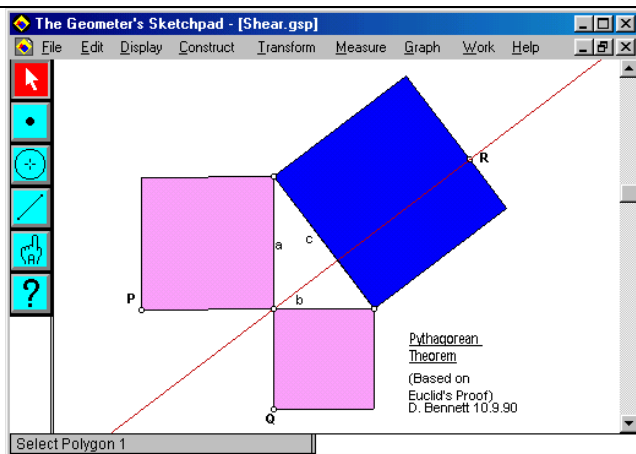 The Geometer's Sketchpad - [Shear.gsp]
File Edit Display Construct Transform Measure Graph Work Help
R
a
c
P
b
Q
Pythagorean
Theorem
(Based on
Euclid's Proof)
D. Bennett 10.9.90
A
?
Select Polygon 1